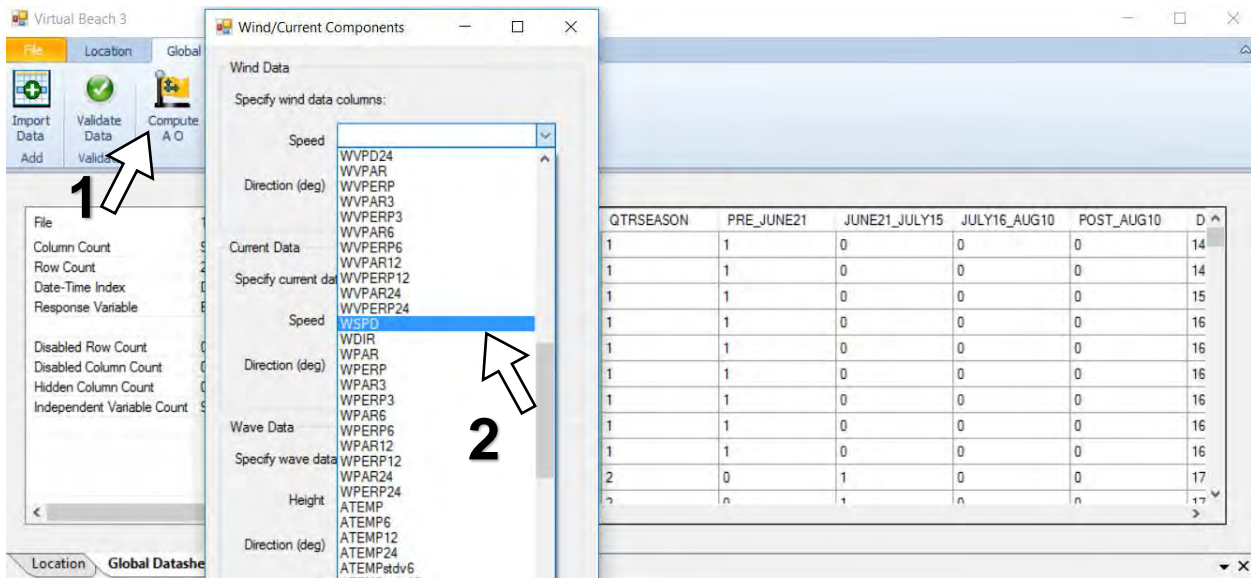 Virtual Beach 3
File
Location
Global
Import
Data
Validate
Data
Compute
A O
Add
1
Wind/Current Components
Wind Data
Specify wind data columns:
Speed
Direction (deg)
Current Data
Specify current
Speed
Direction (deg)
Wave Data
Specify wave data
Height
Direction (deg)
WVPD24
WVPAR
WVPERP
WVPAR3
WVPERP3
WVPAR6
WVPERP6
WVPAR12
WVPERP12
WVPAR24
WVPERP24
WSPD
WDIR
WPAR
WPERP
WPAR3
WPERP3
WPAR6
WPERP6
WPAR12
WPERP12
WPAR24
WPERP24
ATEMP
ATEMP6
ATEMP12
ATEMP24
ATEMPstdv6
2
File
Column Count
Row Count
Date-Time Index
Response Variable
Disabled Row Count
Disabled Column Count
Hidden Column Count
Independent Variable Count
QTRSEASON PRE_JUNE21 JUNE21_JULY15 JULY16_AUG10 POST_AUG10 D
1 1 0 0 0 14
1 1 0 0 0 14
1 1 0 0 0 15
1 1 0 0 0 16
1 1 0 0 0 16
1 1 0 0 0 16
1 1 0 0 0 16
1 1 0 0 0 16
1 1 0 0 0 16
2 0 1 0 0 17
2 0 1 0 0 17
Location
Global Datashe